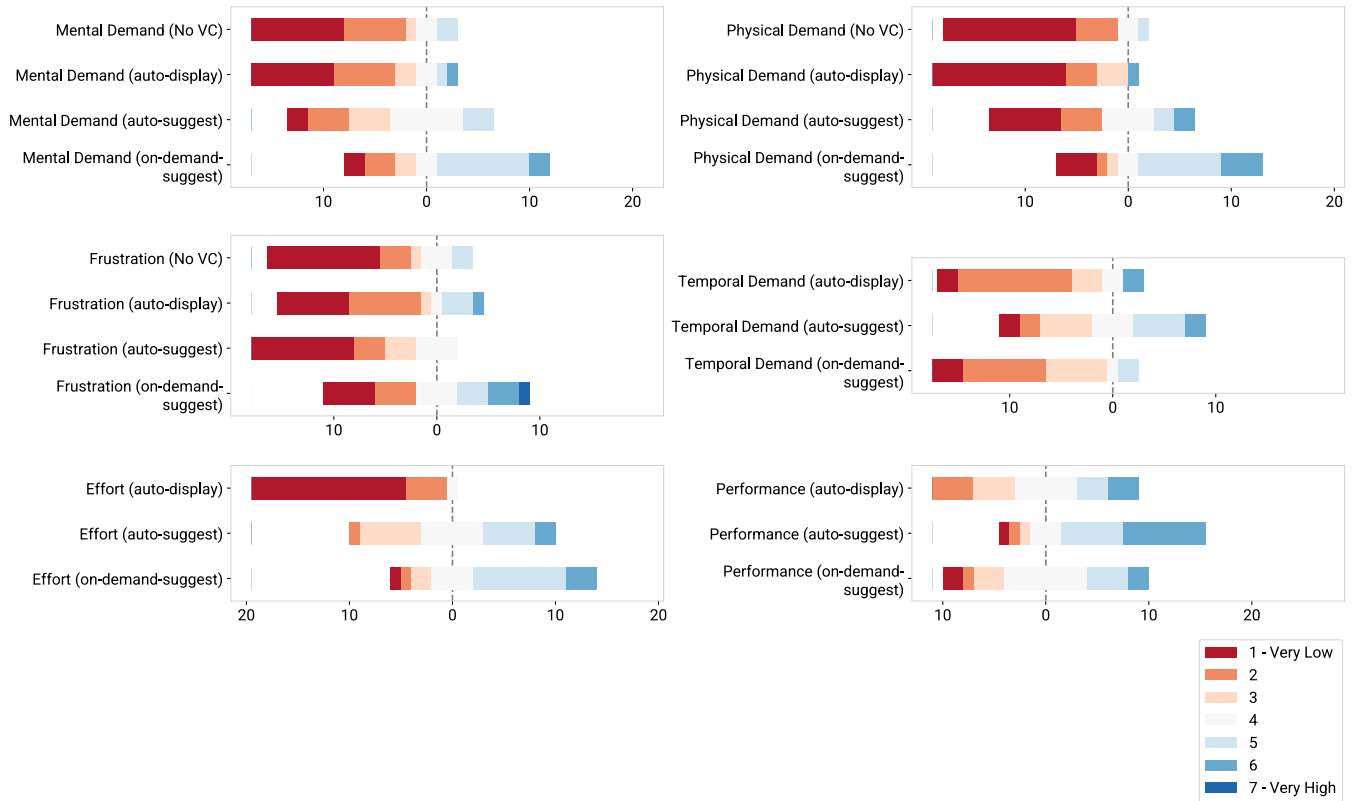 Mental Demand (No VC)
Mental Demand (auto-display)
Mental Demand (auto-suggest)
Mental Demand (on-demand-
suggest)
10 0 10 20
Physical Demand (No VC)
Physical Demand (auto-display)
Physical Demand (auto-suggest)
Physical Demand (on-demand-
suggest)
10 0 10 20
Frustration (No VC)
Frustration (auto-display)
Frustration (auto-suggest)
Frustration (on-demand-
suggest)
10 0 10
Temporal Demand (auto-display)
Temporal Demand (auto-suggest)
Temporal Demand (on-demand-
suggest)
10 0 10
Effort (auto-display)
Effort (auto-suggest)
Effort (on-demand-suggest)
20 10 0 10 20
Performance (auto-display)
Performance (auto-suggest)
Performance (on-demand-
suggest)
10 0 10 20
1 - Very Low
2
3
4
5
6
7 - Very High